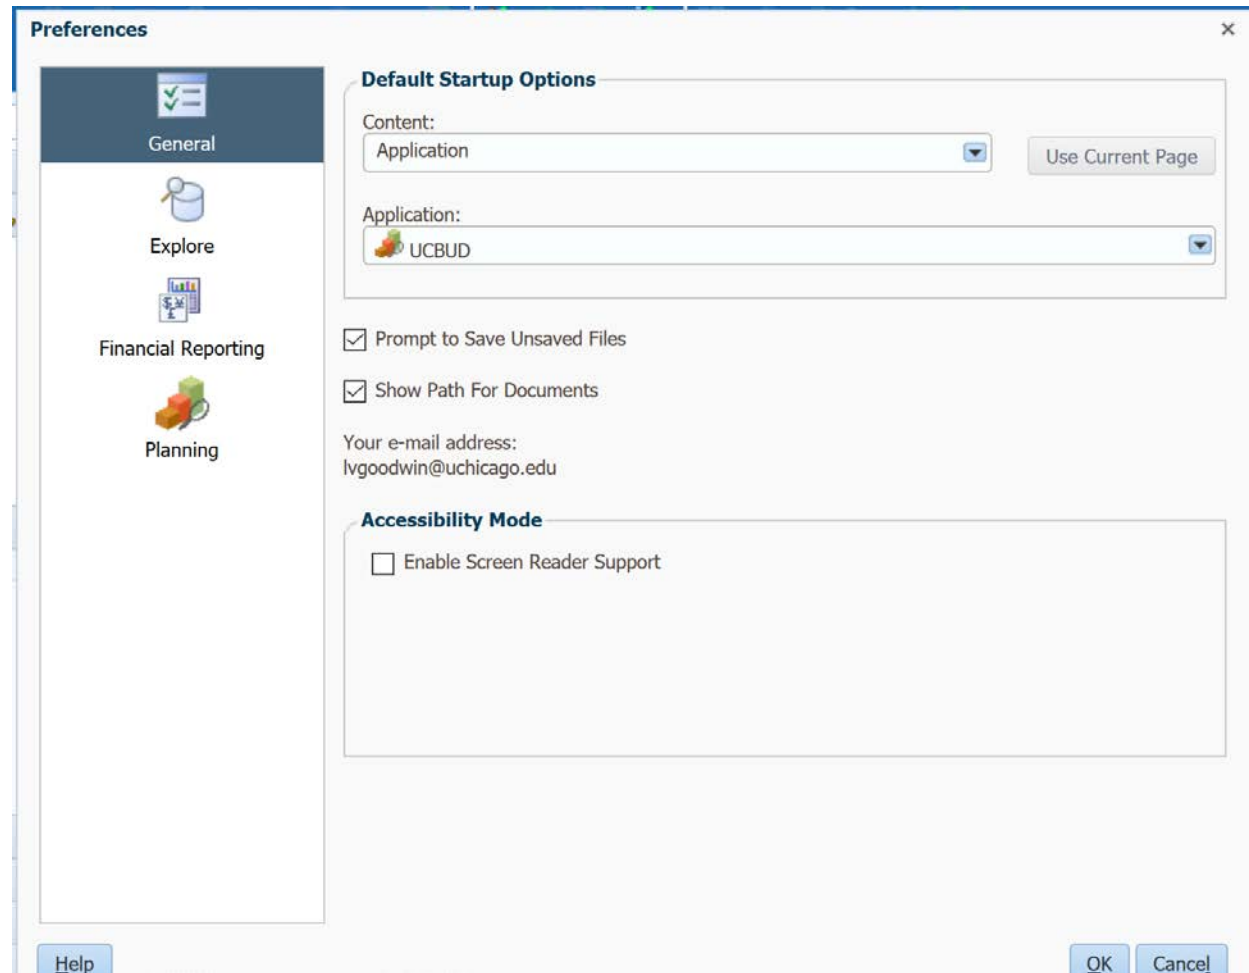 Preferences
General
Explore
Financial Reporting
Planning
Default Startup Options
Content:
Application
Use Current Page
Application:
UCBUD
Prompt to Save Unsaved Files
Show Path For Documents
Your e-mail address:
lvgoodwin@uchicago.edu
Accessibility Mode
Enable Screen Reader Support
Help
OK
Cancel